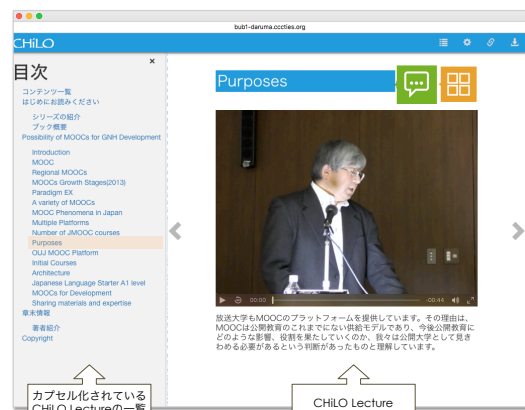 bub1-daruma.cccties.org
CHiLO
×
目次
コンテンツ一覧
はじめにお読みください
シリーズの紹介
ブック概要
Possibility of MOOCs for GNH Development
Introduction
MOOC
Regional MOOCs
MOOCs Growth Stages(2013)
Paradigm EX
A variety of MOOCs
MOOC Phenomena in Japan
Multiple Platforms
Number of JMOOC courses
Purposes
OUJ MOOC Platform
Initial Courses
Architecture
Japanese Language Starter A1 level
MOOCs for Development
Sharing materials and expertise
章末情報
著者紹介
Copyright
Purposes
00:00
-00:44
放送大学もMOOCのプラットフォームを提供しています。その理由は、
MOOCは公開教育のこれまでにない供給モデルであり、今後公開教育に
どのような影響、役割を果たしていくのか、我々は公開大学として見き
わめる必要があるという判断があったものと理解しています。
カプセル化されている
CHiLO Lectureの一覧
CHiLO Lecture